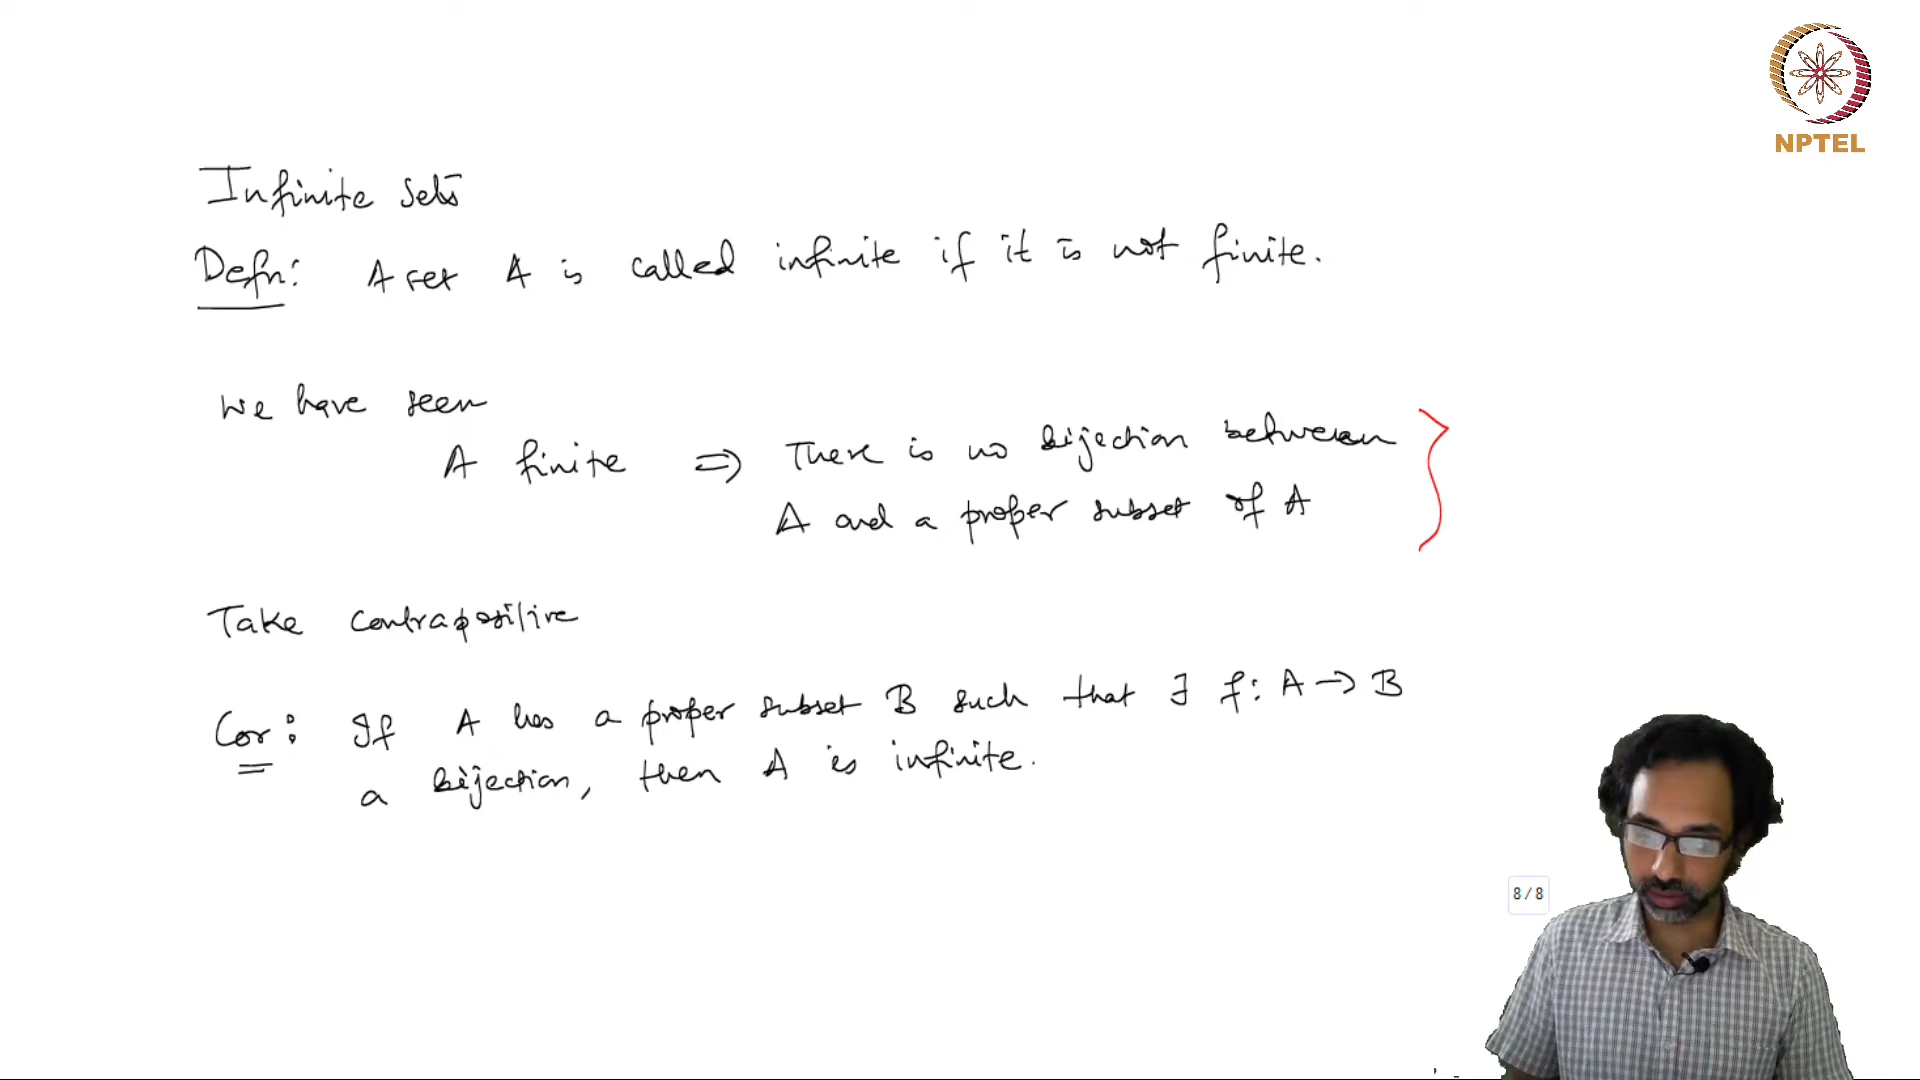 NPTEL
Infinite Sets
Defn: A set A is called infinite if it is not finite.
We have seen
A finite ⇒ There is no bijection between
A and a proper subset of A
Take contrapositive
Cor: If A has a proper subset B such that ∃ f: A → B
a bijection, then A is infinite.
8/8